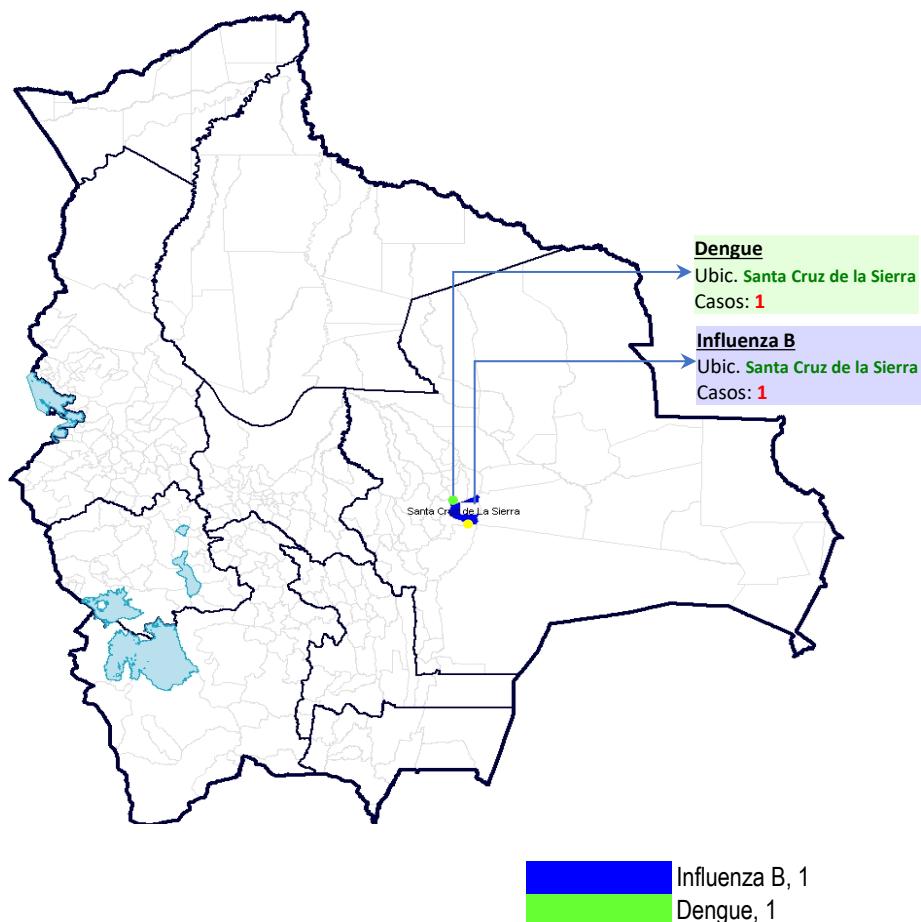 Dengue
Ubic. Santa Cruz de la Sierra
Casos: 1
Influenza B
Ubic. Santa Cruz de la Sierra
Casos: 1
Santa Cruz de La Sierra
Influenza B, 1
Dengue, 1